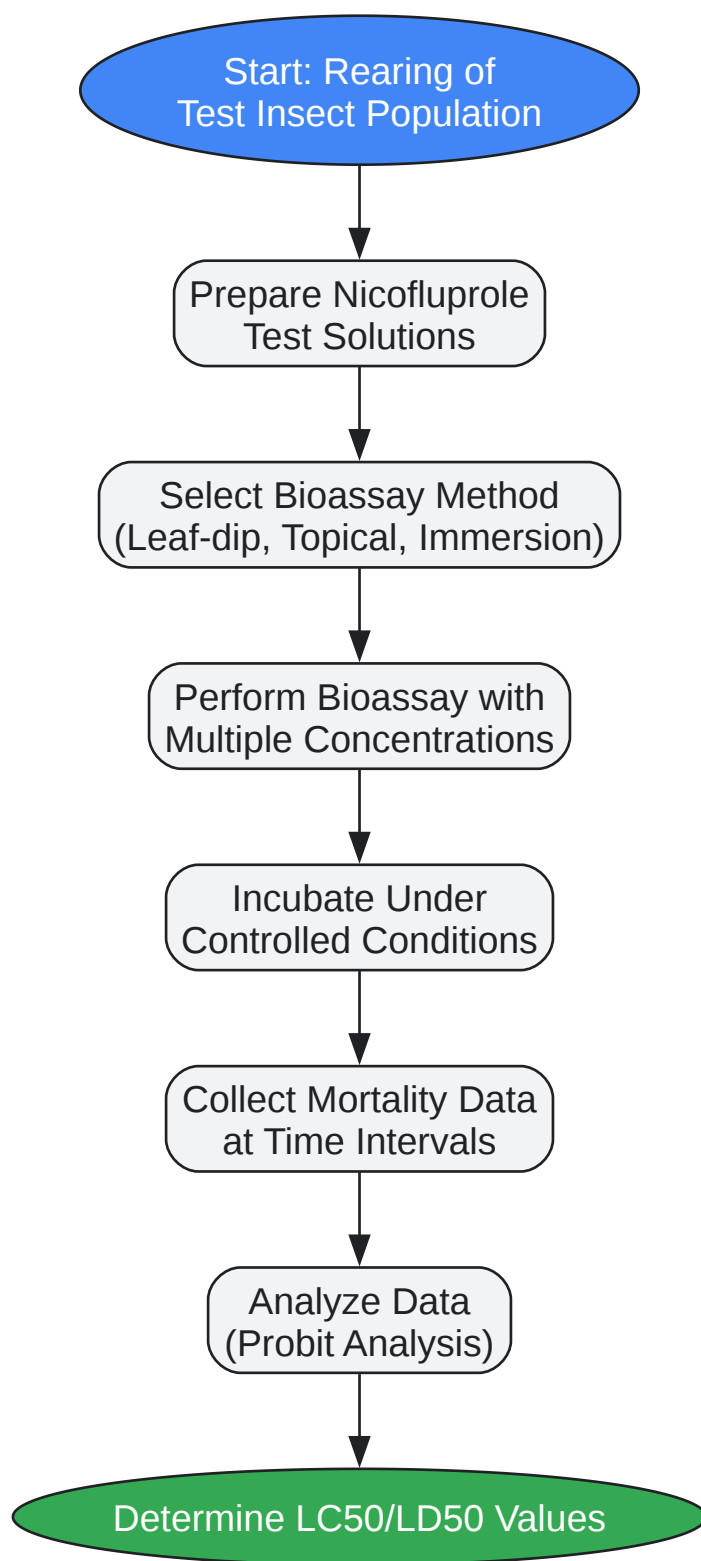 Start: Rearing of
Test Insect Population
Prepare Nicofluprole
Test Solutions
Select Bioassay Method
(Leaf-dip, Topical, Immersion)
Perform Bioassay with
Multiple Concentrations
Incubate Under
Controlled Conditions
Collect Mortality Data
at Time Intervals
Analyze Data
(Probit Analysis)
Determine LC50/LD50 Values